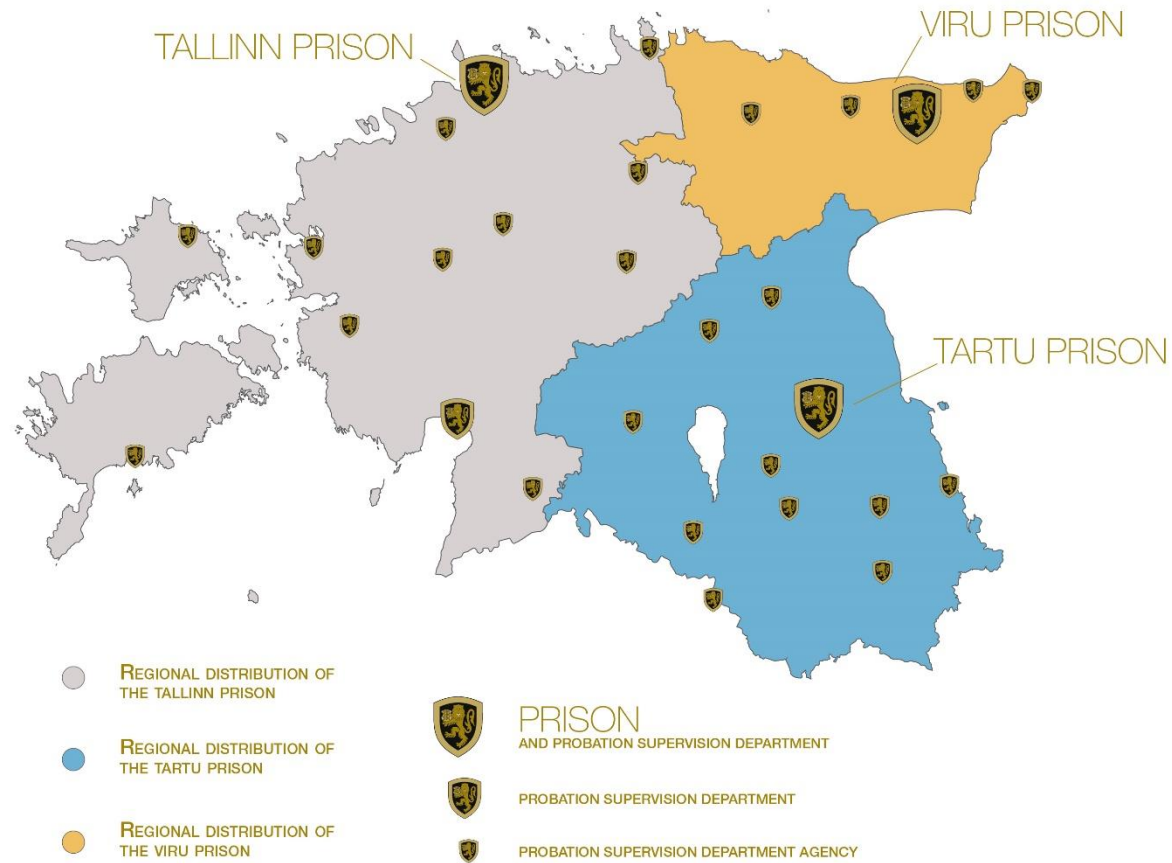 TALLINN PRISON
VIRU PRISON
TARTU PRISON
REGIONAL DISTRIBUTION OF
THE TALLINN PRISON
REGIONAL DISTRIBUTION OF
THE TARTU PRISON
REGIONAL DISTRIBUTION OF
THE VIRU PRISON
PRISON
AND PROBATION SUPERVISION DEPARTMENT
PROBATION SUPERVISION DEPARTMENT
PROBATION SUPERVISION DEPARTMENT AGENCY